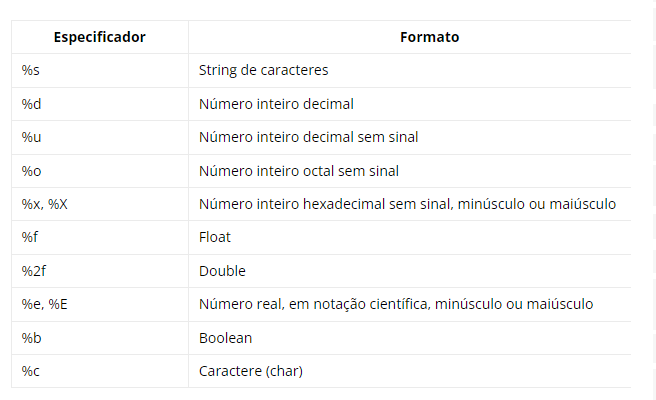 Especificador Formato
%s String de caracteres
%d Número inteiro decimal
%u Número inteiro decimal sem sinal
%o Número inteiro octal sem sinal
%x, %X Número inteiro hexadecimal sem sinal, minúsculo ou maiúsculo
%f Float
%2f Double
%e, %E Número real, em notação científica, minúsculo ou maiúsculo
%b Boolean
%c Caractere (char)